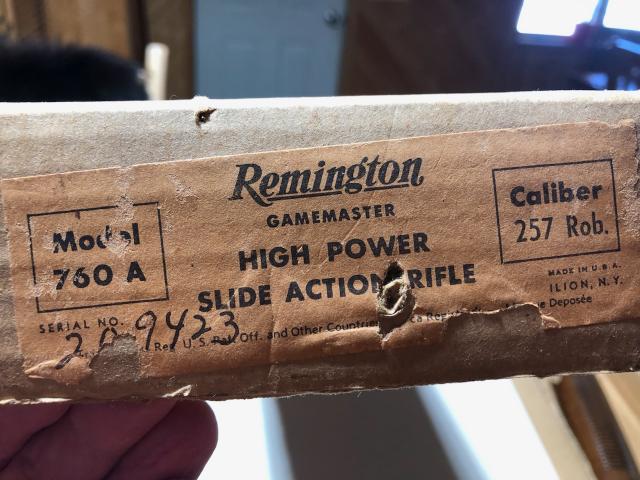 Remington
GAMEMASTER
HIGH POWER
SLIDE ACTION RIFLE
Model
760 A
Caliber
257 Rob.
MADE IN U.S.A.
ILION, N.Y.
SERIAL NO.
209423
Reg. U.S. Pat. Off. and Other Countries Deposée